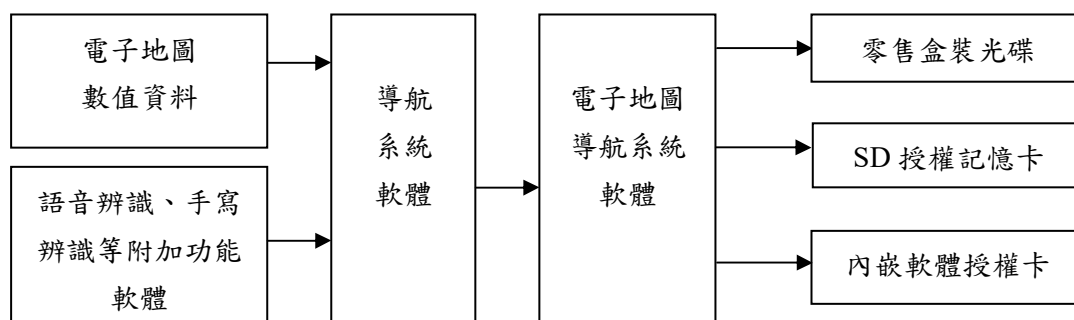 電子地圖
數值資料
語音辨識、手寫
辨識等附加功能
軟體
導航
系統
軟體
電子地圖
導航系統
軟體
零售盒裝光碟
SD 授權記憶卡
內嵌軟體授權卡